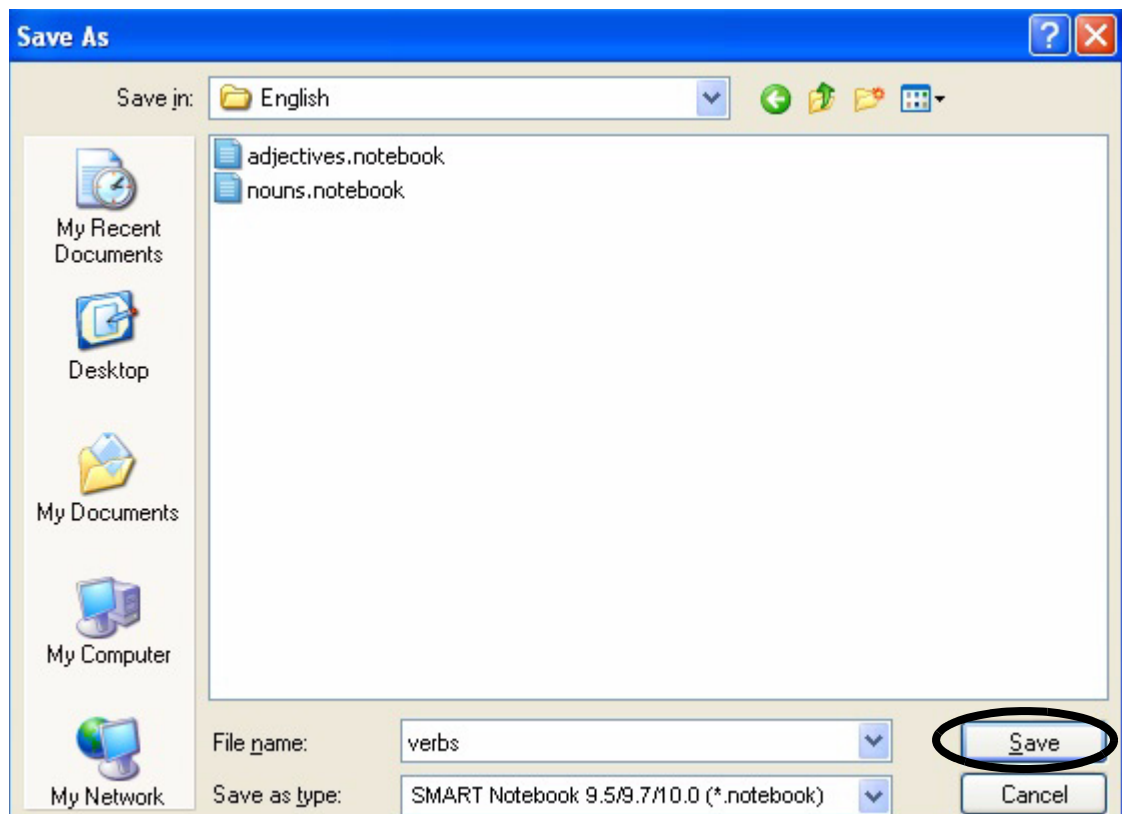 Save As
?
Save in: English
adjectives.notebook
nouns.notebook
My Recent
Documents
Desktop
My Documents
My Computer
My Network
File name: verbs Save
Save as type: SMART Notebook 9.5/9.7/10.0 (*.notebook) Cancel